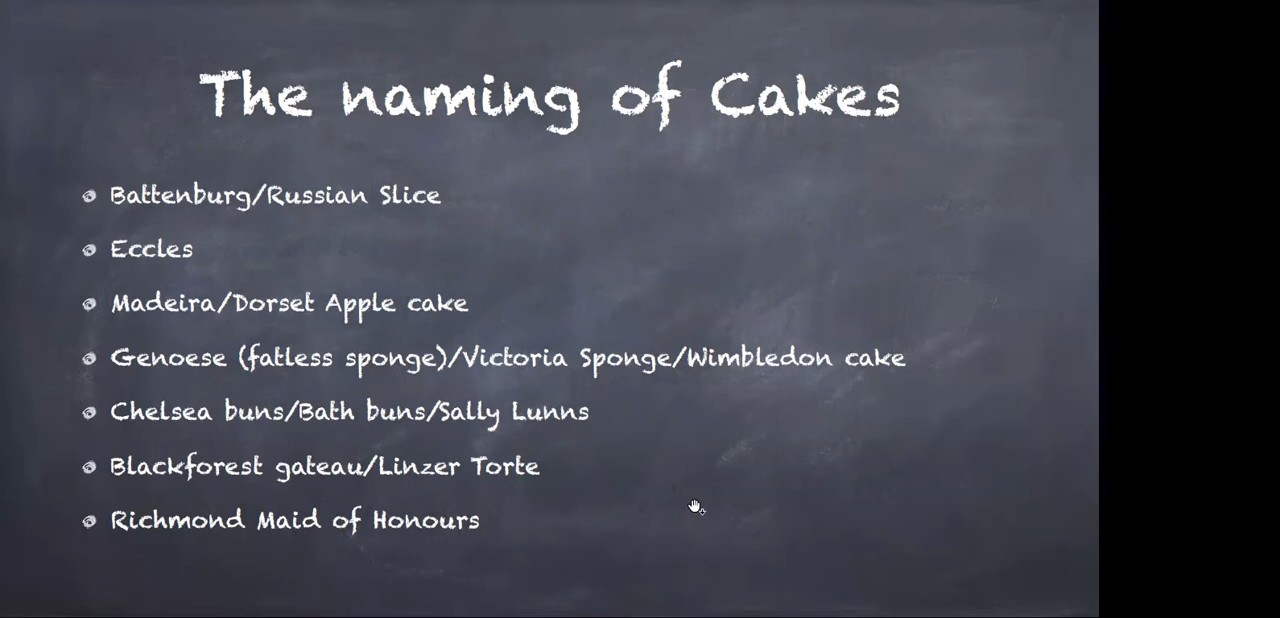 The naming of Cakes
Battenburg/Russian Slice
Eccles
Madeira/Dorset Apple cake
Genoese (fatless sponge)/Victoria Sponge/Wimbledon cake
Chelsea buns/Bath buns/Sally Lunns
Blackforest gateau/Linzer Torte
Richmond Maid of Honours